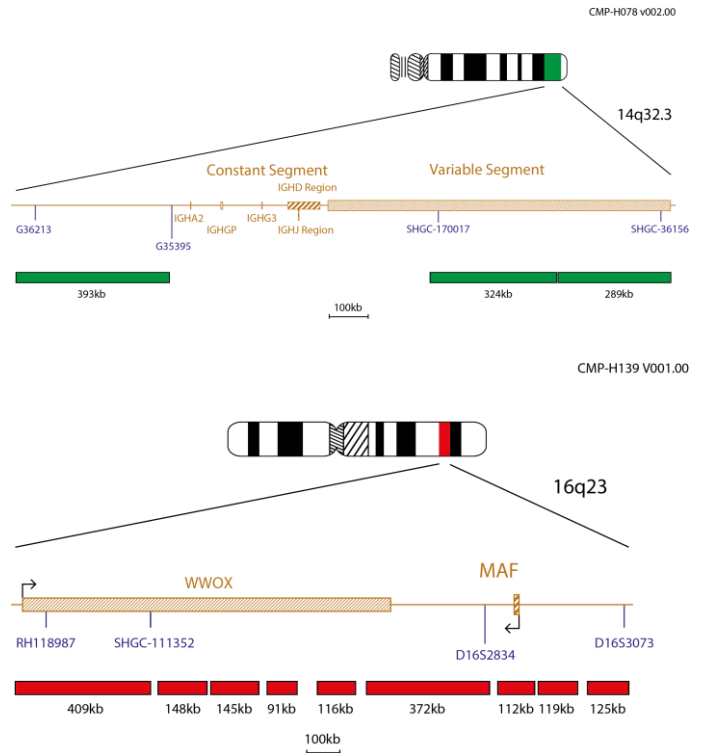 CMP-H078 v002.00
14q32.3
Constant Segment
Variable Segment
IGHD Region
G36213
G35395
IGHA2
IGHGP
IGHG3
IGHJ Region
SHGC-170017
SHGC-36156
393kb
324kb
289kb
100kb
CMP-H139 V001.00
16q23
WWOX
MAF
RH118987
SHGC-111352
D16S2834
D16S3073
409kb
148kb
145kb
91kb
116kb
372kb
112kb
119kb
125kb
100kb